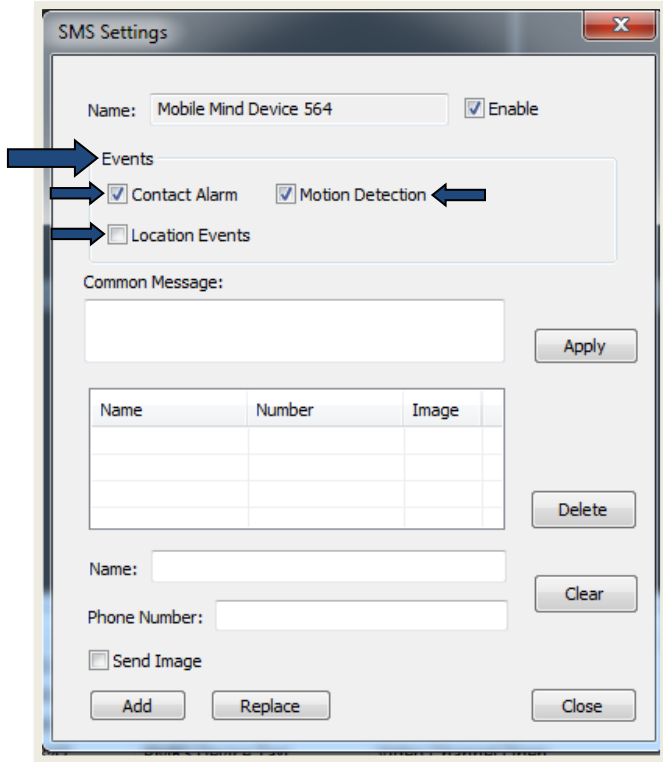 SMS Settings
Name: Mobile Mind Device 564 Enable
Events
Contact Alarm Motion Detection
Location Events
Common Message:
Apply
Name Number Image
Delete
Name:
Clear
Phone Number:
Send Image
Add Replace Close